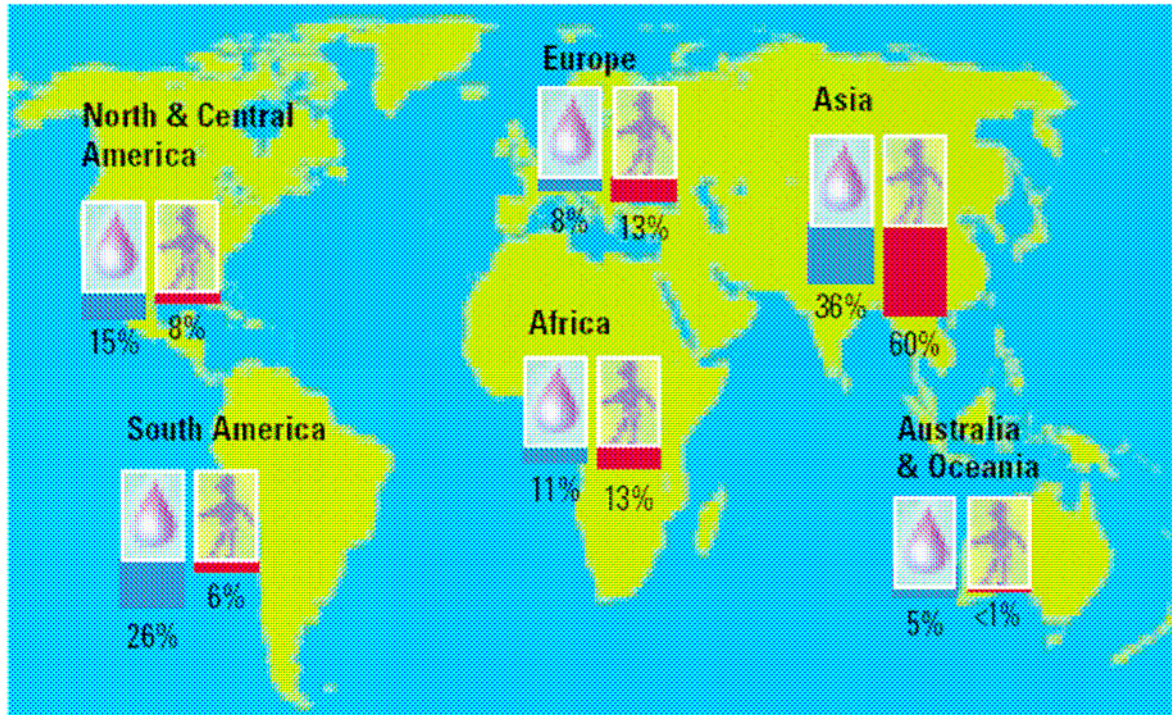 Europe
8%
13%
Asia
36%
60%
North & Central
America
15%
8%
Africa
11%
13%
South America
26%
6%
Australia
& Oceania
5%
<1%